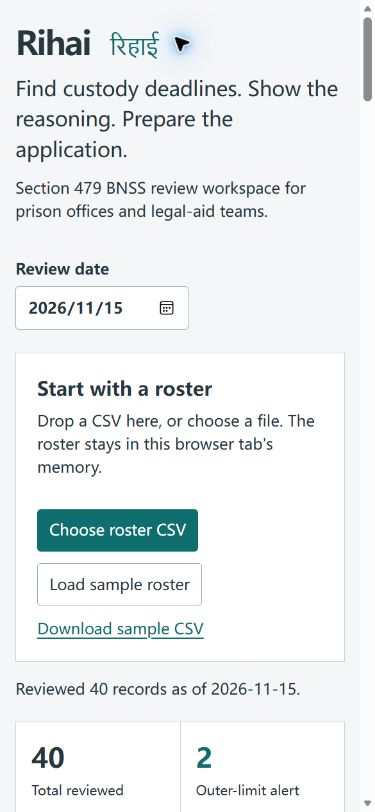 Rihai रिहाई
Find custody deadlines. Show the
reasoning. Prepare the
application.
Section 479 BNSS review workspace for
prison offices and legal-aid teams.
Review date
2026/11/15
Start with a roster
Drop a CSV here, or choose a file. The
roster stays in this browser tab's
memory.
Choose roster CSV
Load sample roster
Download sample CSV
Reviewed 40 records as of 2026-11-15.
40 2
Total reviewed Outer-limit alert